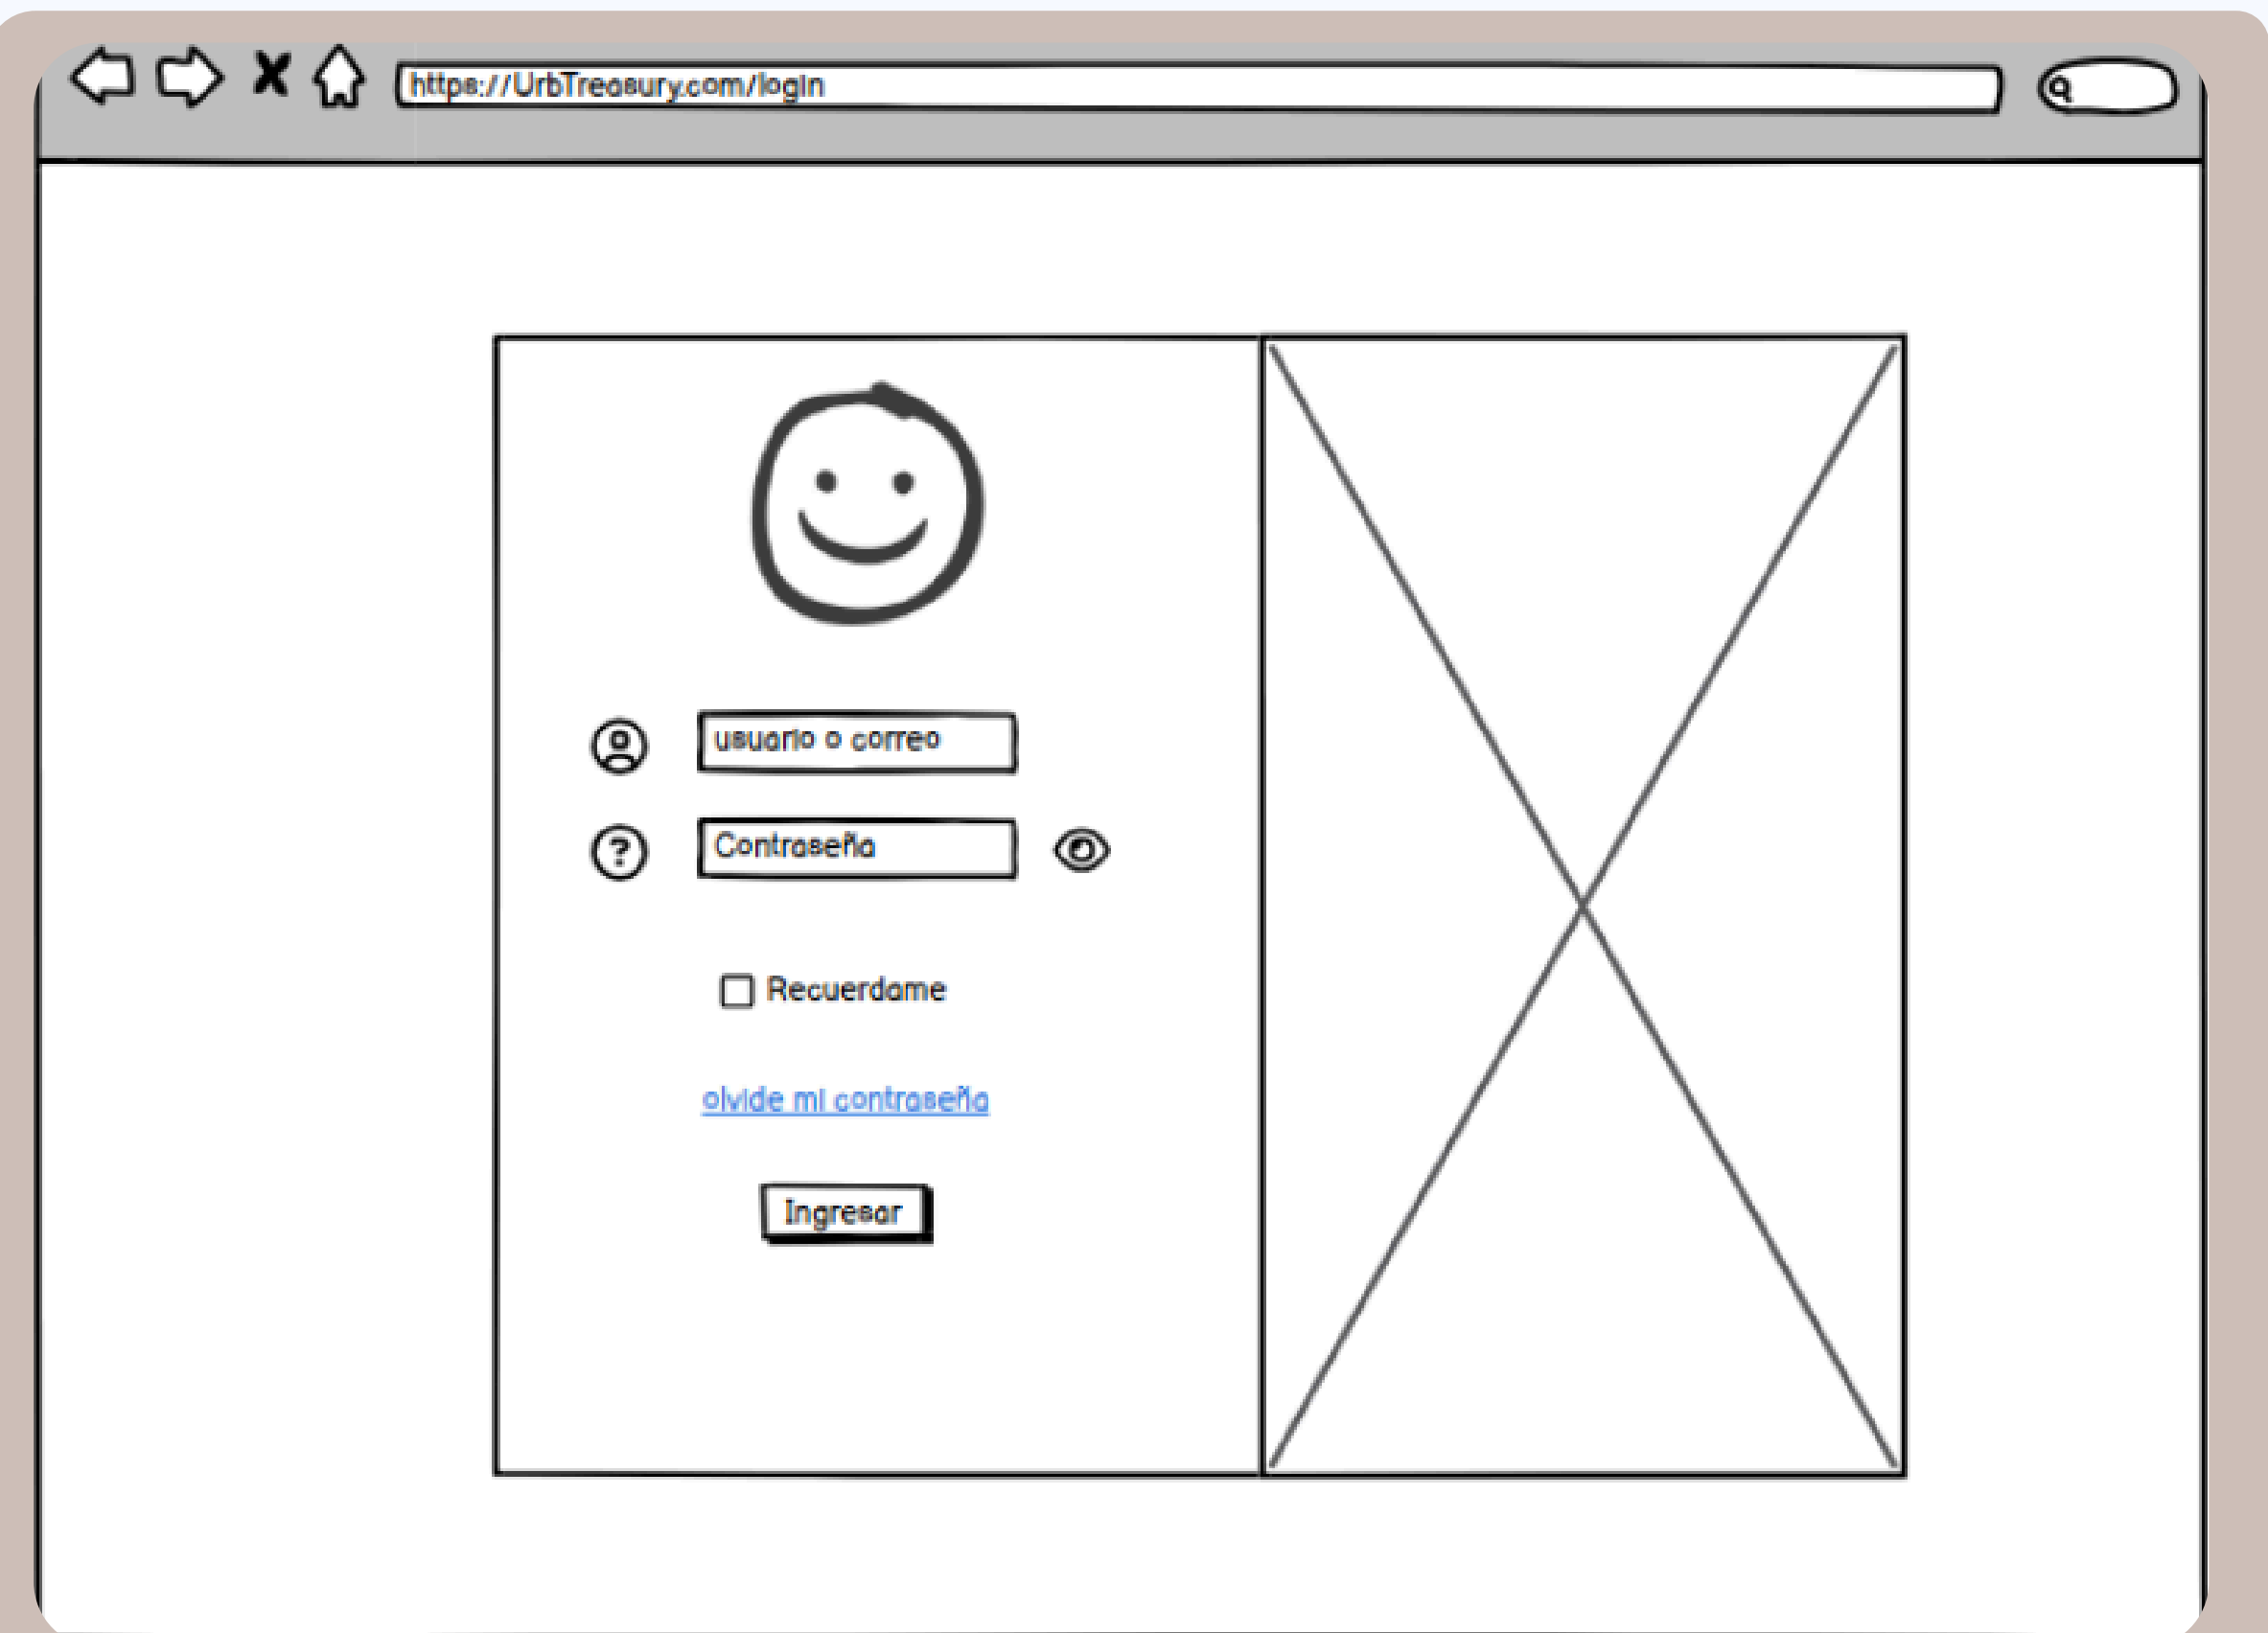 https://UrbTreasury.com/login
usuario o correo
? Contraseña
Recuerdame
olvide mi contraseña
Ingresar